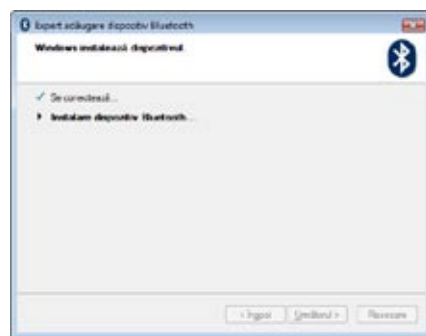 Expert adăugare dispozitiv Bluetooth
Windows instalează dispozitivul.
Se conectează...
Instalare dispozitiv Bluetooth...
< Înapoi
Următorul >
Revocare